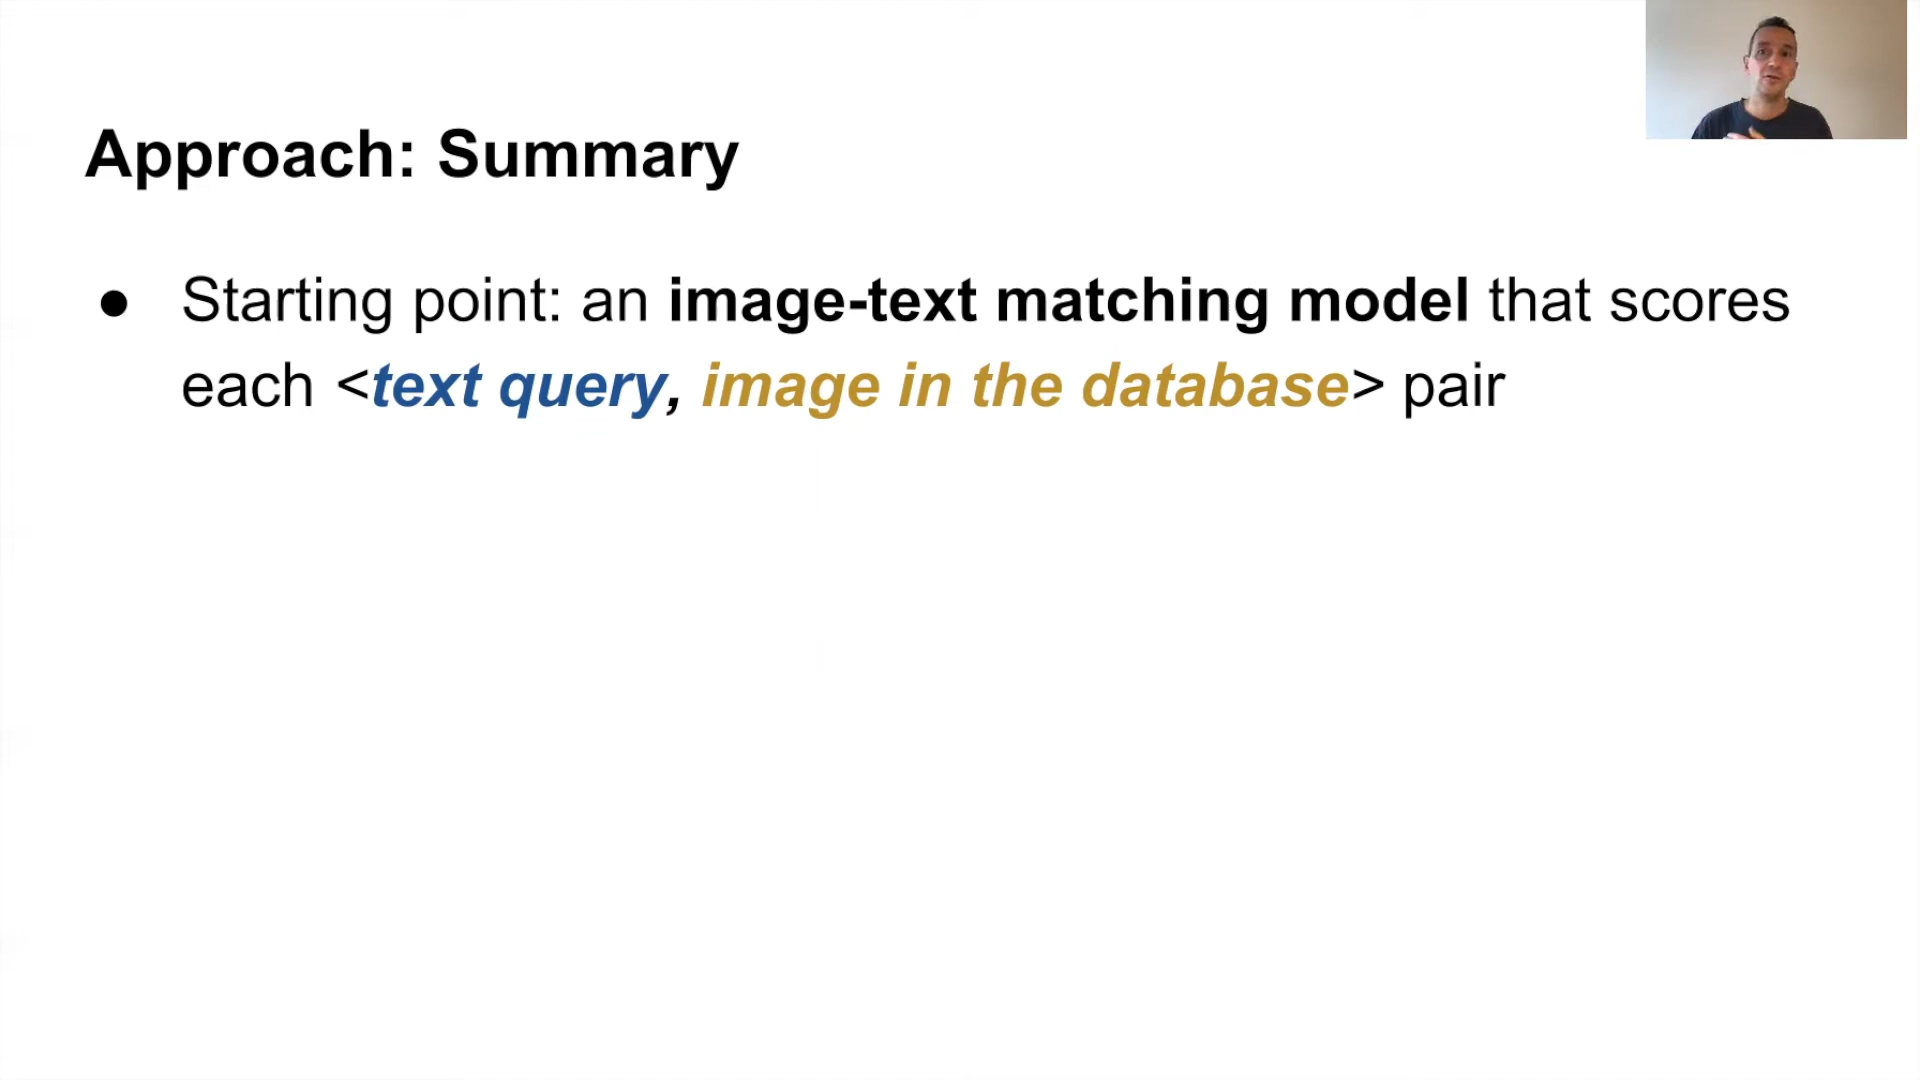 Approach: Summary
● Starting point: an image-text matching model that scores
each <text query, image in the database> pair